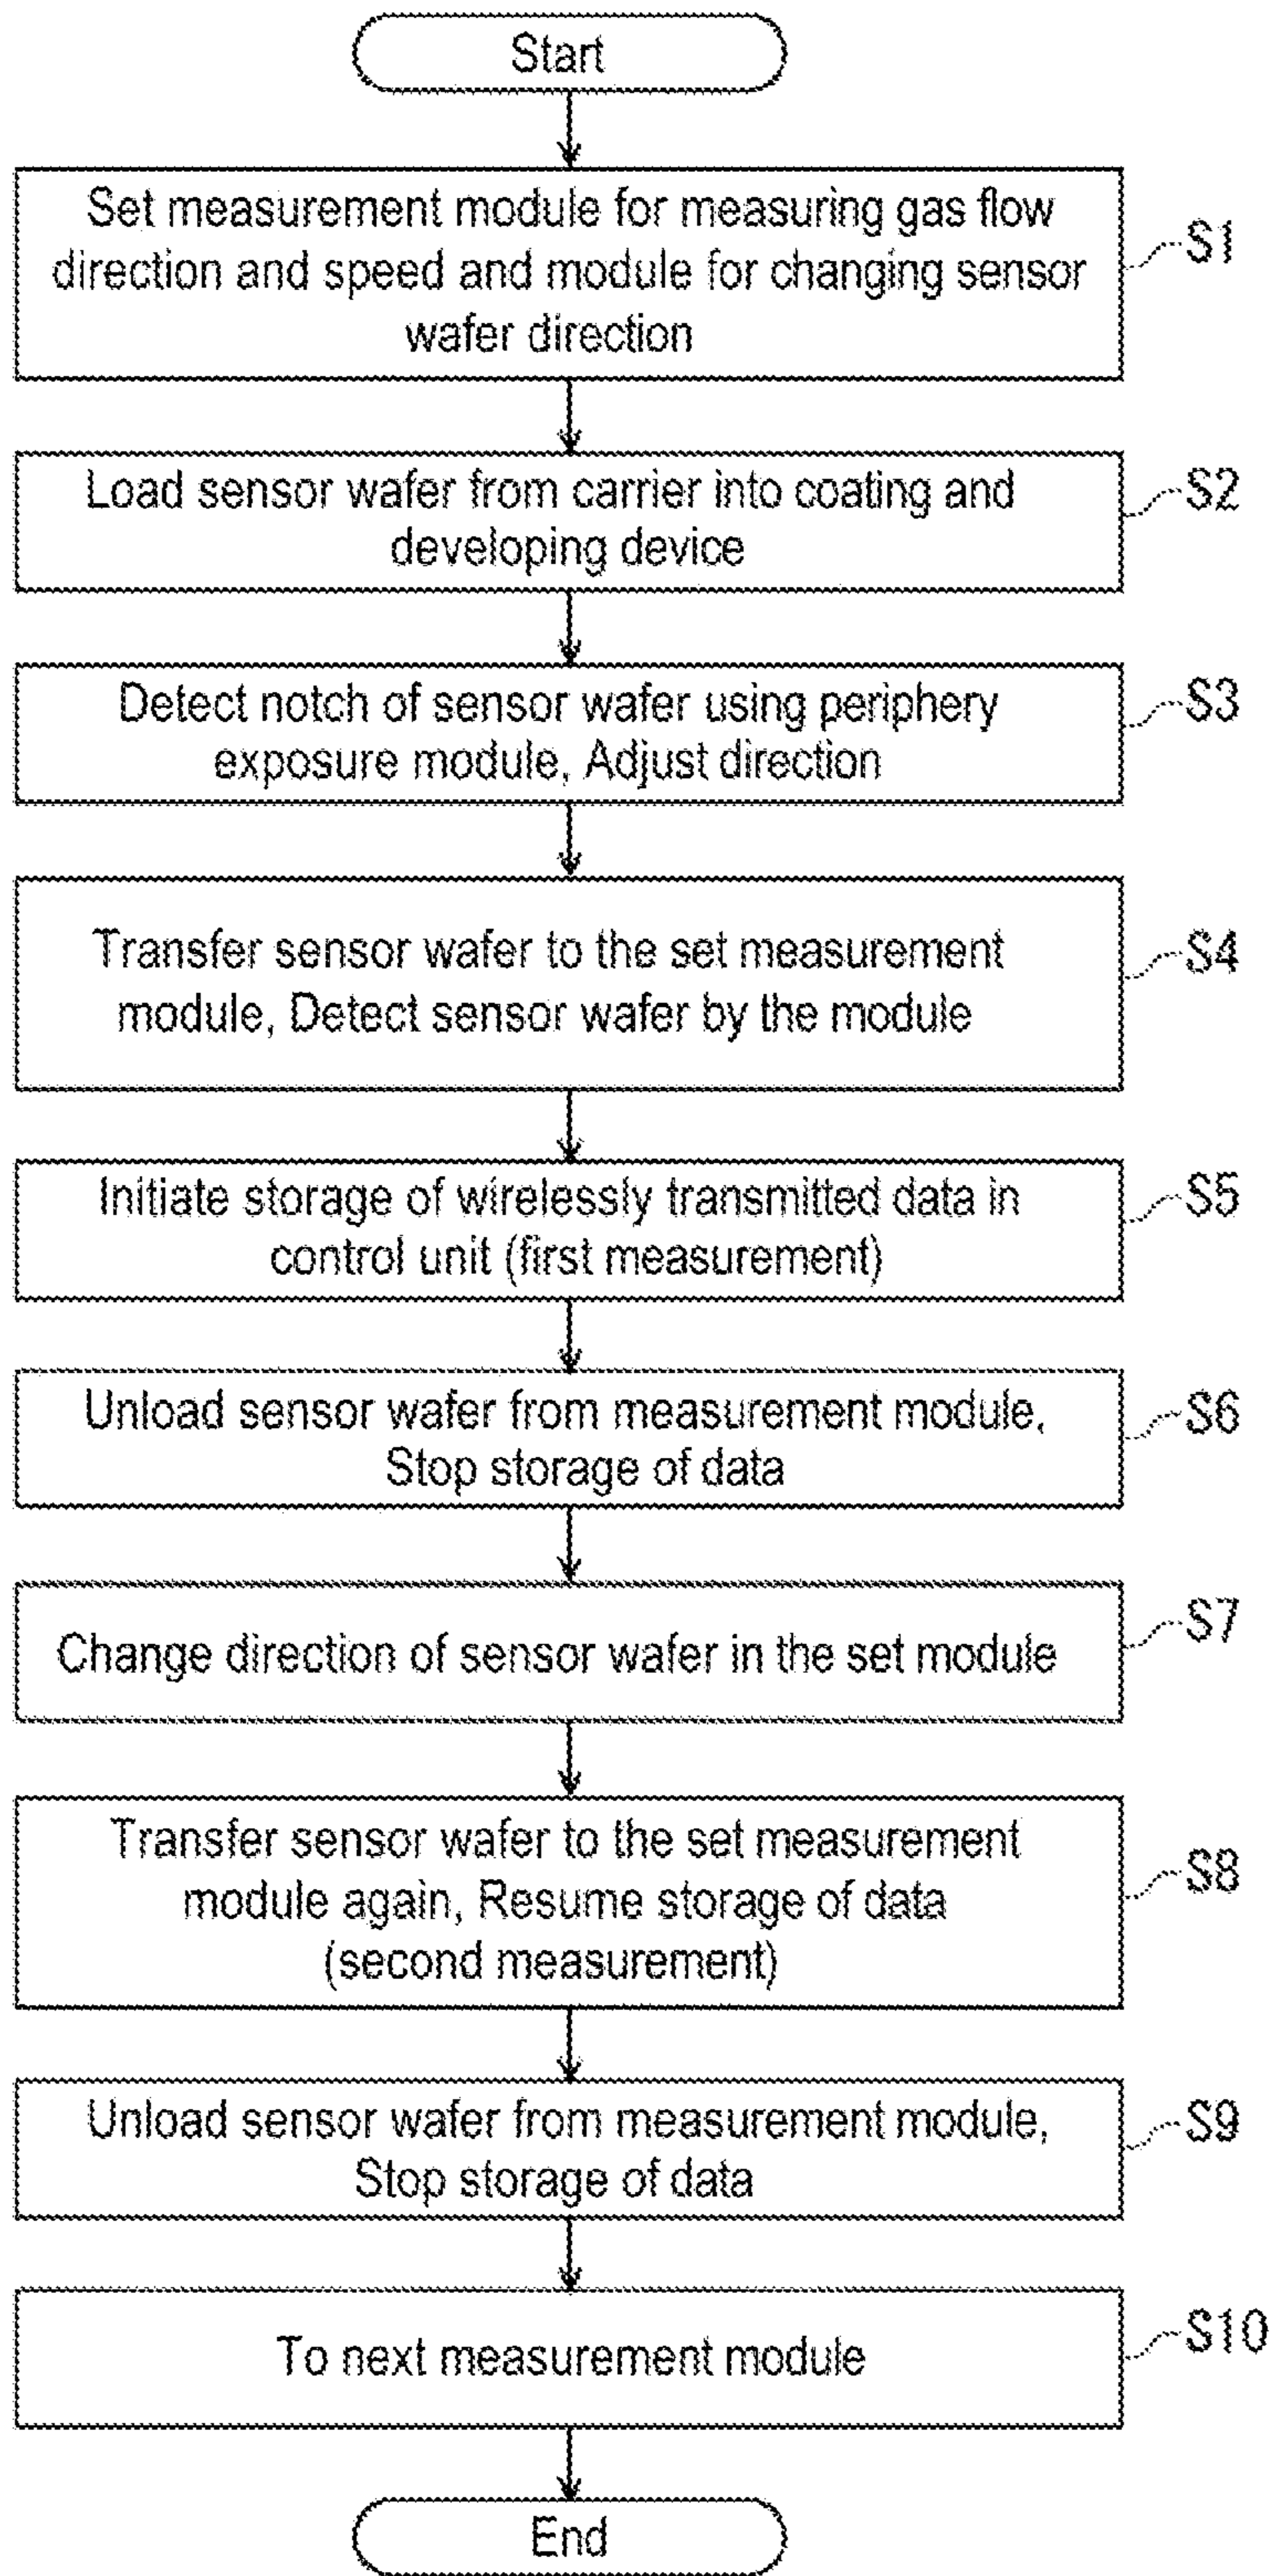 Start
Set measurement module for measuring gas flow
direction and speed and module for changing sensor
wafer direction
S1
Load sensor wafer from carrier into coating and
developing device
S2
Detect notch of sensor wafer using periphery
exposure module, Adjust direction
S3
Transfer sensor wafer to the set measurement
module, Detect sensor wafer by the module
S4
Initiate storage of wirelessly transmitted data in
control unit (first measurement)
S5
Unload sensor wafer from measurement module,
Stop storage of data
S6
Change direction of sensor wafer in the set module
S7
Transfer sensor wafer to the set measurement
module again, Resume storage of data
(second measurement)
S8
Unload sensor wafer from measurement module,
Stop storage of data
S9
To next measurement module
S10
End